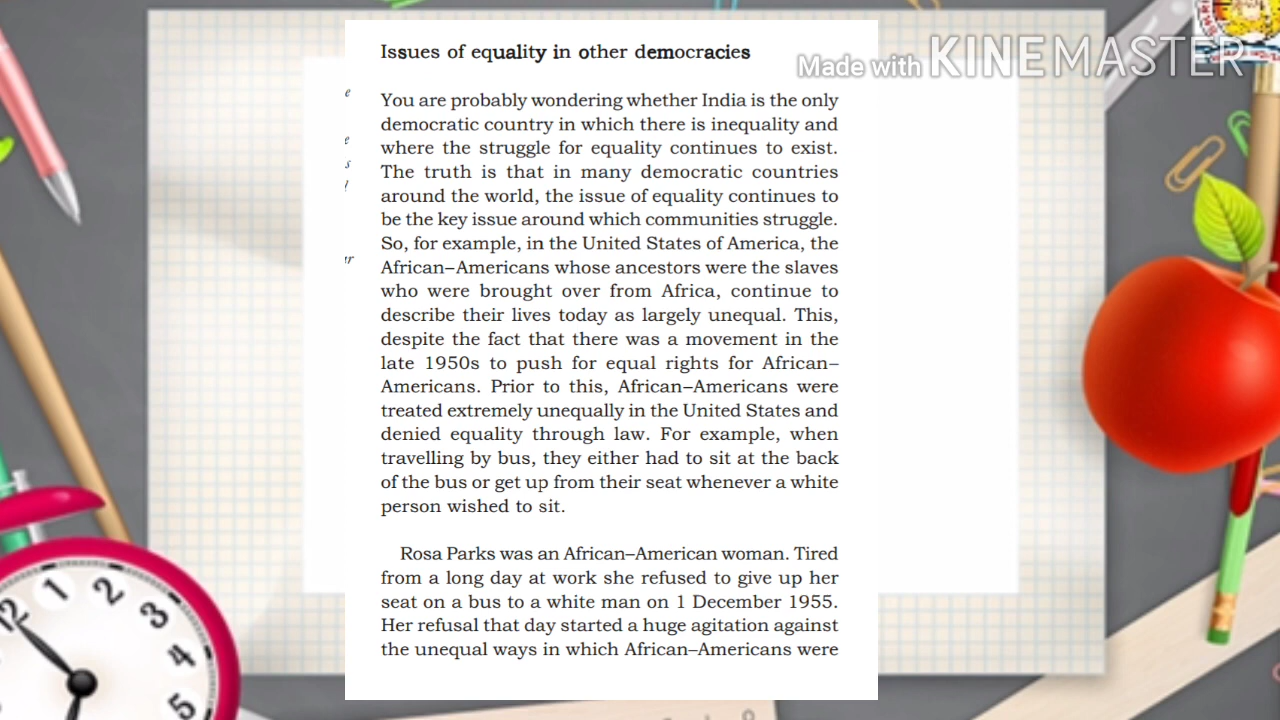 Issues of equality in other democracies
Made with KINEMASTER
You are probably wondering whether India is the only
democratic country in which there is inequality and
where the struggle for equality continues to exist.
The truth is that in many democratic countries
around the world, the issue of equality continues to
be the key issue around which communities struggle.
So, for example, in the United States of America, the
African–Americans whose ancestors were the slaves
who were brought over from Africa, continue to
describe their lives today as largely unequal. This,
despite the fact that there was a movement in the
late 1950s to push for equal rights for African–
Americans. Prior to this, African–Americans were
treated extremely unequally in the United States and
denied equality through law. For example, when
travelling by bus, they either had to sit at the back
of the bus or get up from their seat whenever a white
person wished to sit.
Rosa Parks was an African–American woman. Tired
from a long day at work she refused to give up her
seat on a bus to a white man on 1 December 1955.
Her refusal that day started a huge agitation against
the unequal ways in which African–Americans were
12
1
2
3
4
5